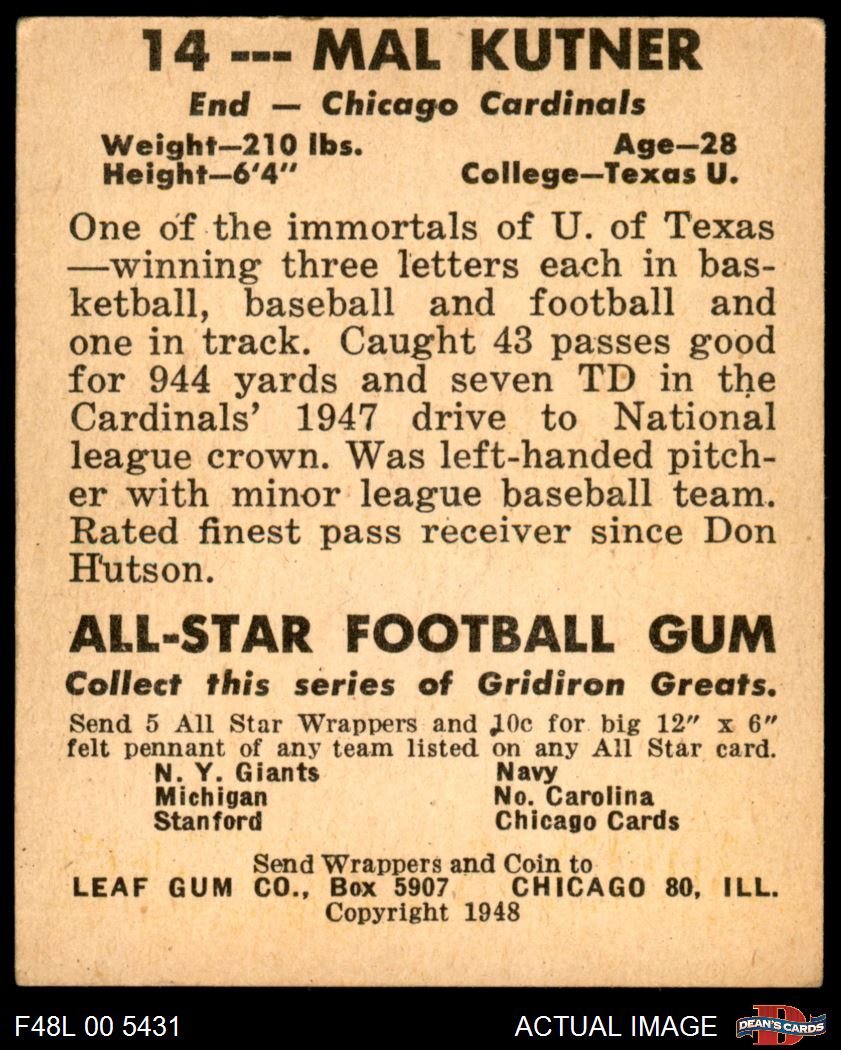 14 --- MAL KUTNER
End — Chicago Cardinals
Weight—210 lbs. Age—28
Height—6'4" College—Texas U.
One of the immortals of U. of Texas
—winning three letters each in bas-
ketball, baseball and football and
one in track. Caught 43 passes good
for 944 yards and seven TD in the
Cardinals' 1947 drive to National
league crown. Was left-handed pitch-
er with minor league baseball team.
Rated finest pass receiver since Don
Hutson.
ALL-STAR FOOTBALL GUM
Collect this series of Gridiron Greats.
Send 5 All Star Wrappers and 10c for big 12" x 6"
felt pennant of any team listed on any All Star card.
N. Y. Giants Navy
Michigan No. Carolina
Stanford Chicago Cards
Send Wrappers and Coin to
LEAF GUM CO., Box 5907 CHICAGO 80, ILL.
Copyright 1948
F48L 00 5431 ACTUAL IMAGE DEAN'S CARDS